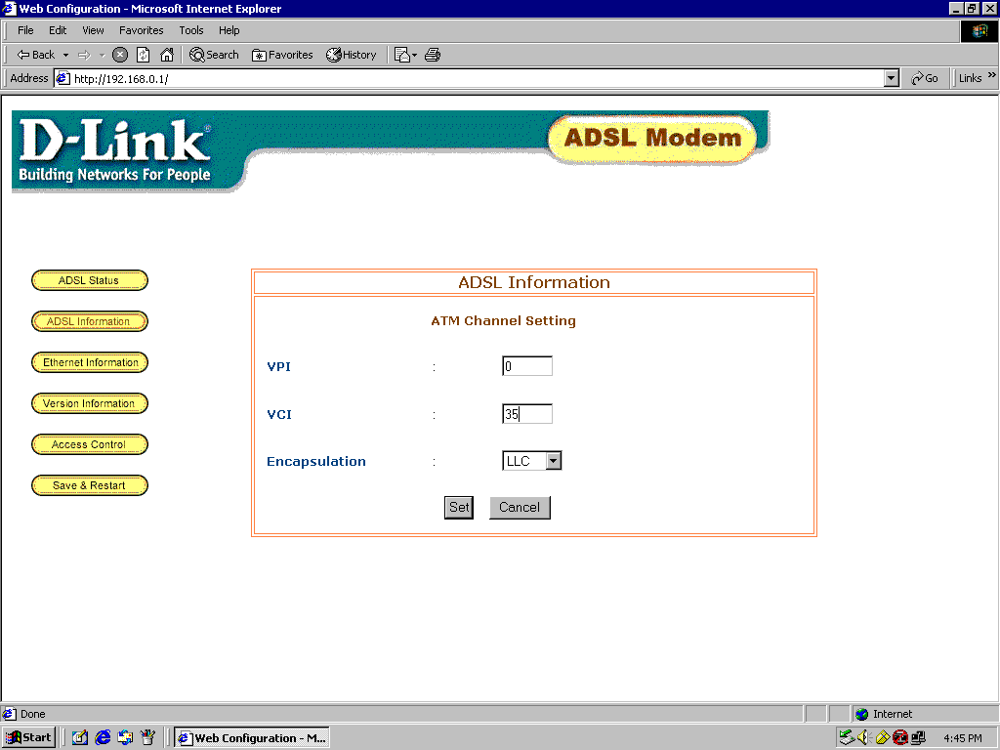 Web Configuration - Microsoft Internet Explorer
File Edit View Favorites Tools Help
Back Search Favorites History
Address http://192.168.0.1/ Go Links »
D-Link
Building Networks For People
ADSL Modem
ADSL Status
ADSL Information
Ethernet Information
Version Information
Access Control
Save & Restart
ADSL Information
ATM Channel Setting
VPI : 0
VCI : 35
Encapsulation : LLC
Set Cancel
Done Internet
Start Web Configuration - M... 4:45 PM